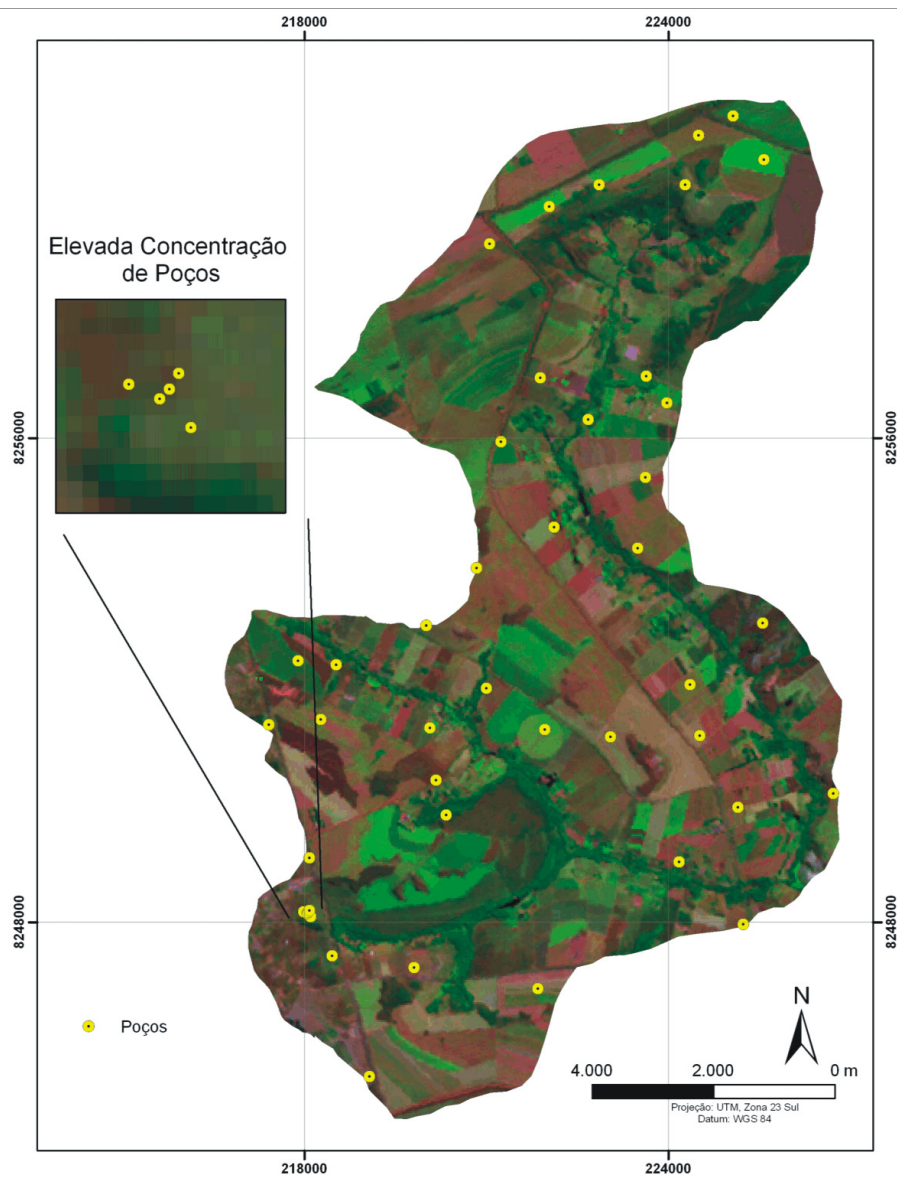 218000
224000
Elevada Concentração
de Poços
8256000
8256000
8248000
8248000
Poços
N
4.000
2.000
0 m
Projeção: UTM, Zona 23 Sul
Datum: WGS 84
218000
224000